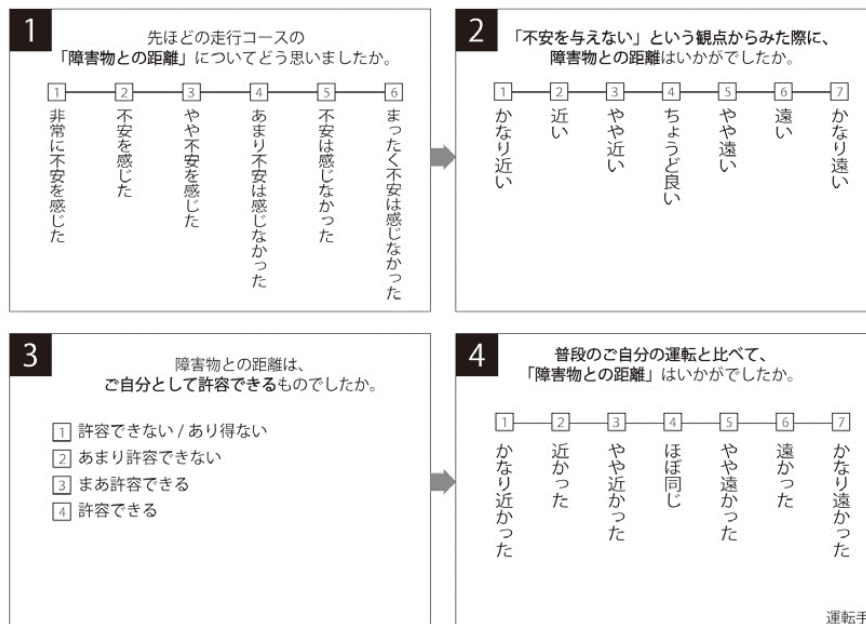 1
先ほどの走行コースの
「障害物との距離」についてどう思いましたか。
1 非常に不安を感じた
2 不安を感じた
3 やや不安を感じた
4 あまり不安は感じなかった
5 不安は感じなかった
6 まったく不安は感じなかった
2
「不安を与えない」という観点からみた際に、
障害物との距離はいかがでしたか。
1 かなり近い
2 近い
3 やや近い
4 ちょうど良い
5 やや遠い
6 遠い
7 かなり遠い
3
障害物との距離は、
ご自分として許容できるものでしたか。
1 許容できない / あり得ない
2 あまり許容できない
3 まあ許容できる
4 許容できる
4
普段のご自分の運転と比べて、
「障害物との距離」はいかがでしたか。
1 かなり近かった
2 近かった
3 やや近かった
4 ほぼ同じ
5 やや遠かった
6 遠かった
7 かなり遠かった
運転手